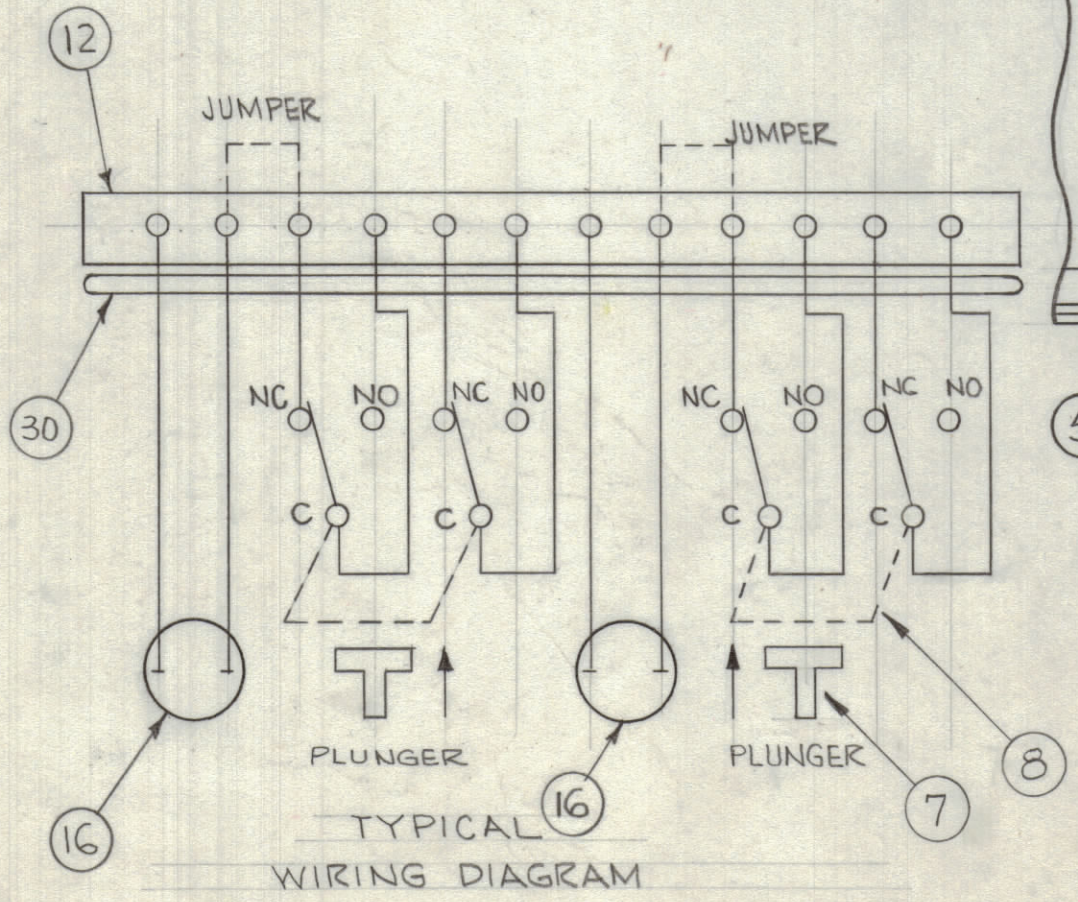 12
JUMPER
JUMPER
30
NC NO NC NO NC NO NC NO
C C C C
PLUNGER
PLUNGER
8
7
16
16
TYPICAL
WIRING DIAGRAM